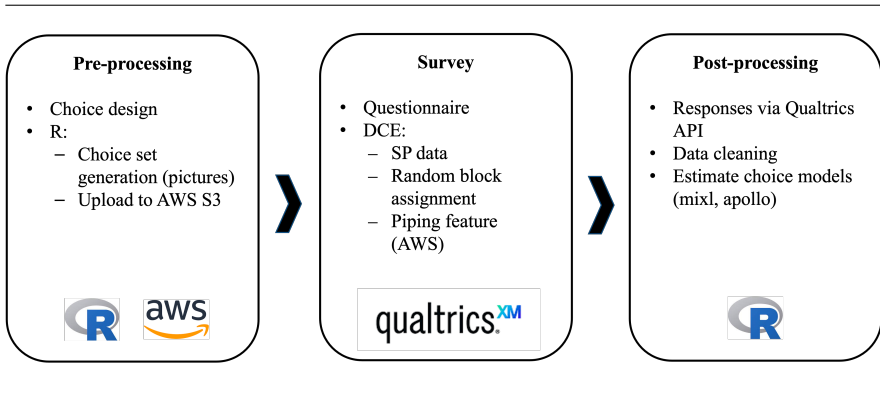 Pre-processing
• Choice design
• R:
– Choice set
generation (pictures)
– Upload to AWS S3
R
aws
Survey
• Questionnaire
• DCE:
– SP data
– Random block
assignment
– Piping feature
(AWS)
qualtrics.XM
Post-processing
• Responses via Qualtrics
API
• Data cleaning
• Estimate choice models
(mixl, apollo)
R